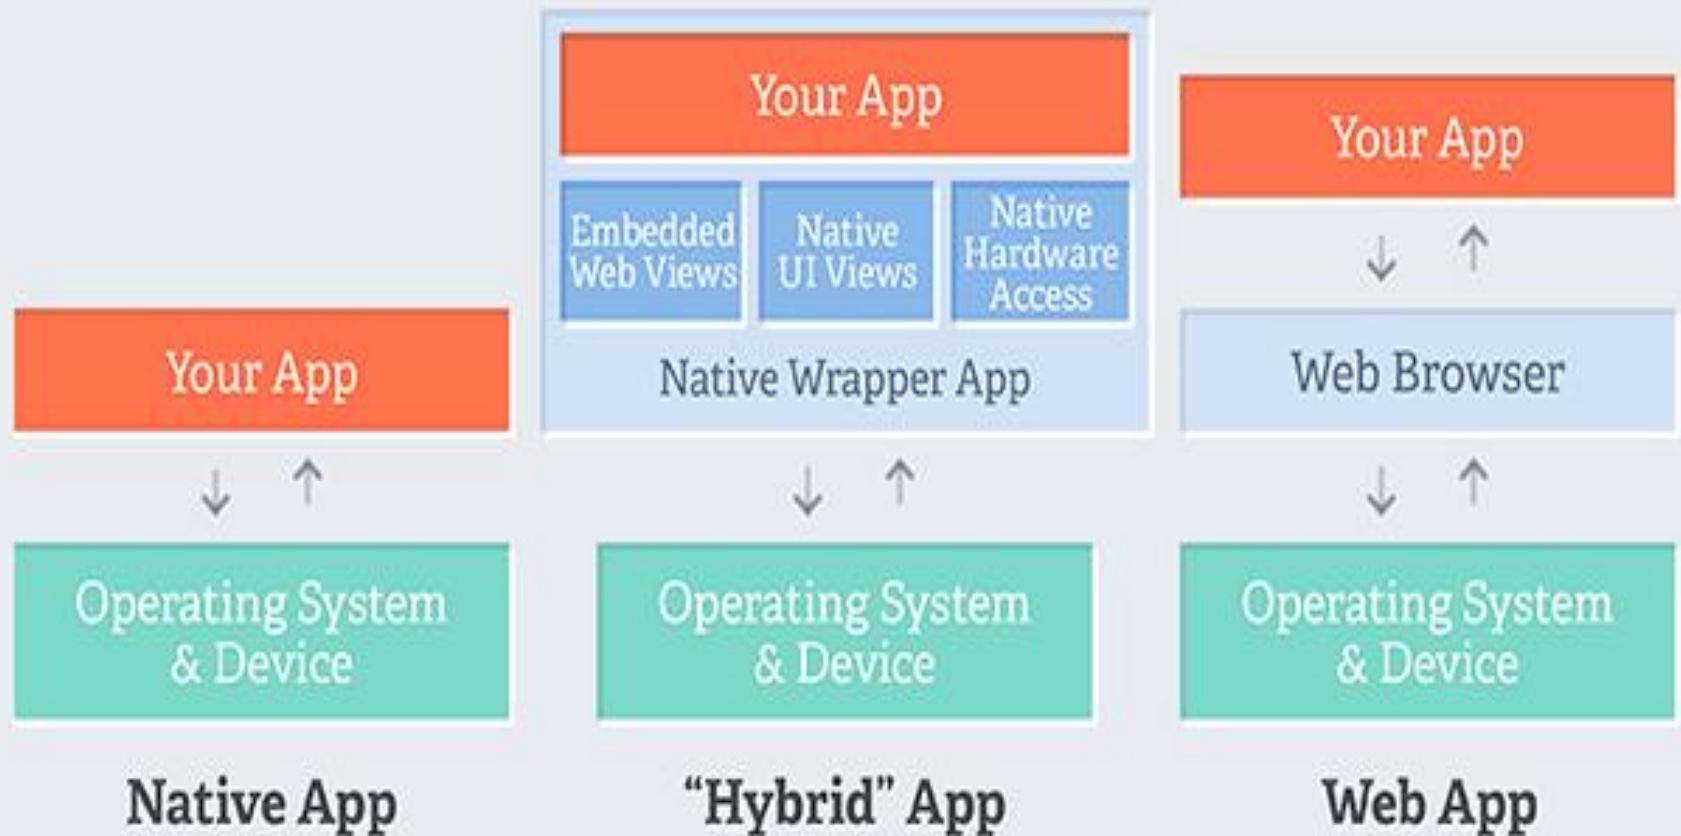 Your App
Operating System
& Device
Native App
Your App
Embedded
Web Views
Native
UI Views
Native
Hardware
Access
Native Wrapper App
Operating System
& Device
“Hybrid” App
Your App
Web Browser
Operating System
& Device
Web App